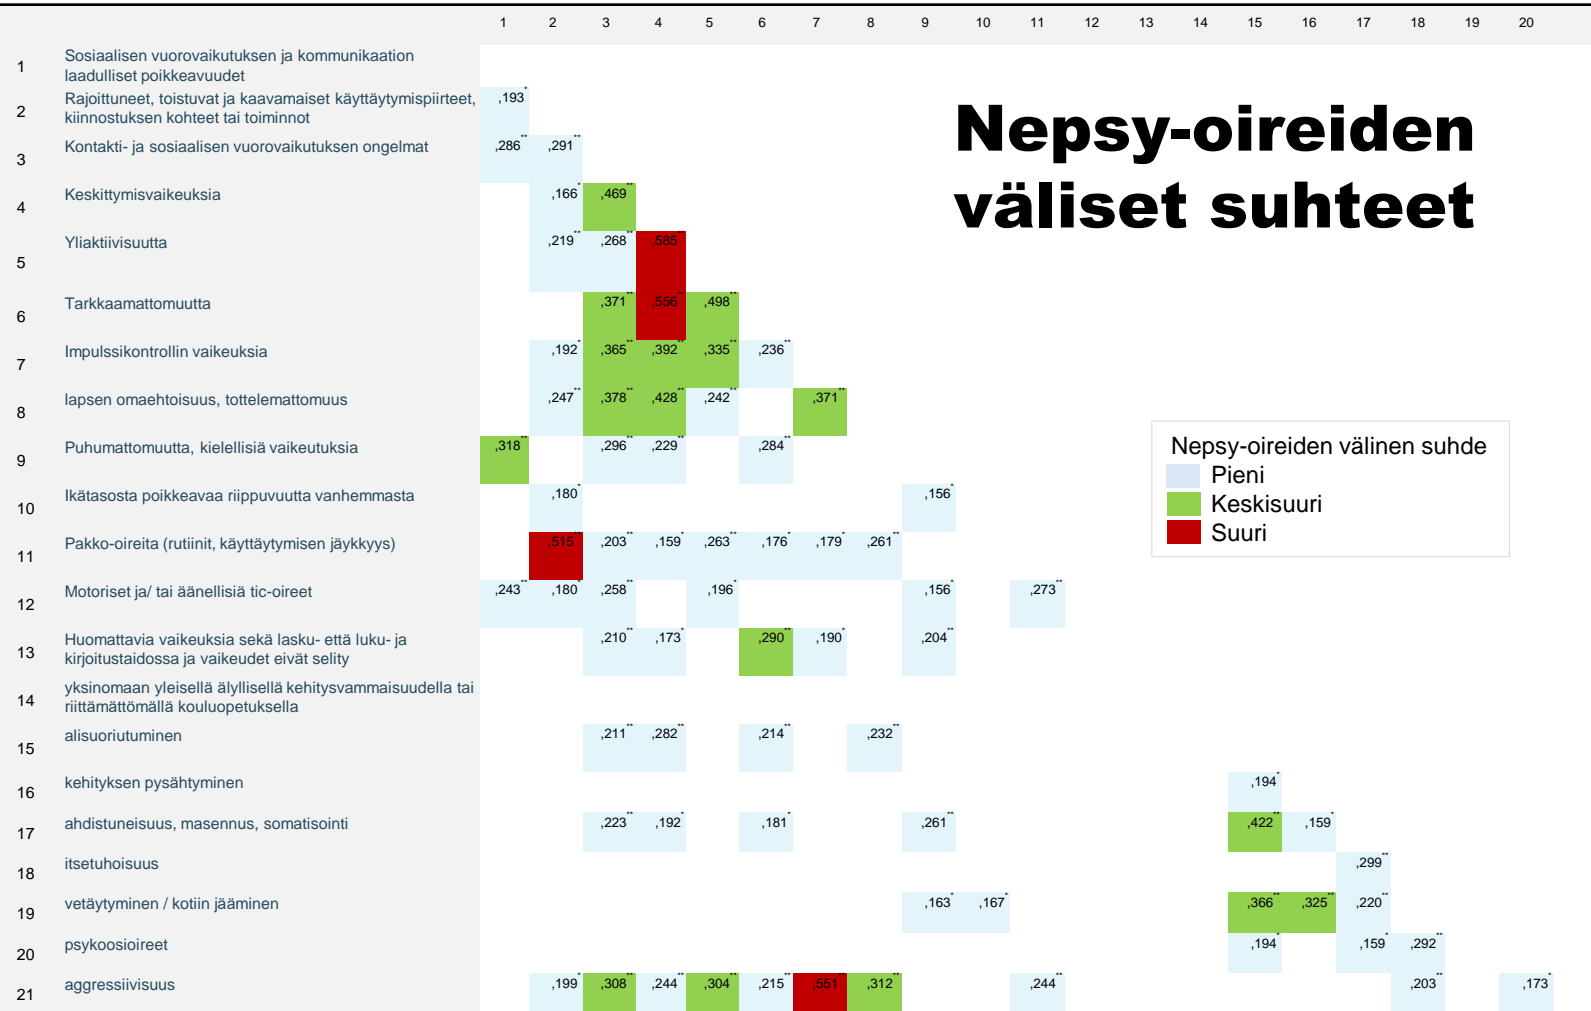 1 2 3 4 5 6 7 8 9 10 11 12 13 14 15 16 17 18 19 20
Nepsy-oireiden
väliset suhteet
1 Sosiaalisen vuorovaikutuksen ja kommunikaation
laadulliset poikkeavuudet
2 Rajoittuneet, toistuvat ja kaavamaiset käyttäytymispiirteet,
kiinnostuksen kohteet tai toiminnot ,193*
3 Kontakti- ja sosiaalisen vuorovaikutuksen ongelmat ,286** ,291**
4 Keskittymisvaikeuksia ,166* ,469**
5 Yliaktiivisuutta ,219** ,268** ,585**
6 Tarkkaamattomuutta ,371** ,556** ,498**
7 Impulssikontrollin vaikeuksia ,192* ,365** ,392** ,335** ,236**
8 lapsen omaehtoisuus, tottelemattomuus ,247** ,378** ,428** ,242** ,371**
9 Puhumattomuutta, kielellisiä vaikeutuksia ,318** ,296** ,229** ,284**
10 Ikätasosta poikkeavaa riippuvuutta vanhemmasta ,180* ,156*
11 Pakko-oireita (rutiinit, käyttäytymisen jäykkyys) ,515** ,203** ,159* ,263** ,176* ,179* ,261**
12 Motoriset ja/ tai äänellisiä tic-oireet ,243** ,180* ,258** ,196* ,156* ,273**
13 Huomattavia vaikeuksia sekä lasku- että luku- ja
kirjoitustaidossa ja vaikeudet eivät selity ,210** ,173* ,290** ,190* ,204**
14 yksinomaan yleisellä älyllisellä kehitysvammaisuudella tai
riittämättömällä kouluopetuksella
15 alisuoriutuminen ,211** ,282** ,214** ,232**
16 kehityksen pysähtyminen ,194*
17 ahdistuneisuus, masennus, somatisointi ,223** ,192* ,181* ,261** ,422** ,159*
18 itsetuhoisuus ,299**
19 vetäytyminen / kotiin jääminen ,163* ,167* ,366** ,325** ,220**
20 psykoosioireet ,194* ,159* ,292**
21 aggressiivisuus ,199* ,308** ,244** ,304** ,215** ,551** ,312** ,244** ,203** ,173*
Nepsy-oireiden välinen suhde
Pieni
Keskisuuri
Suuri